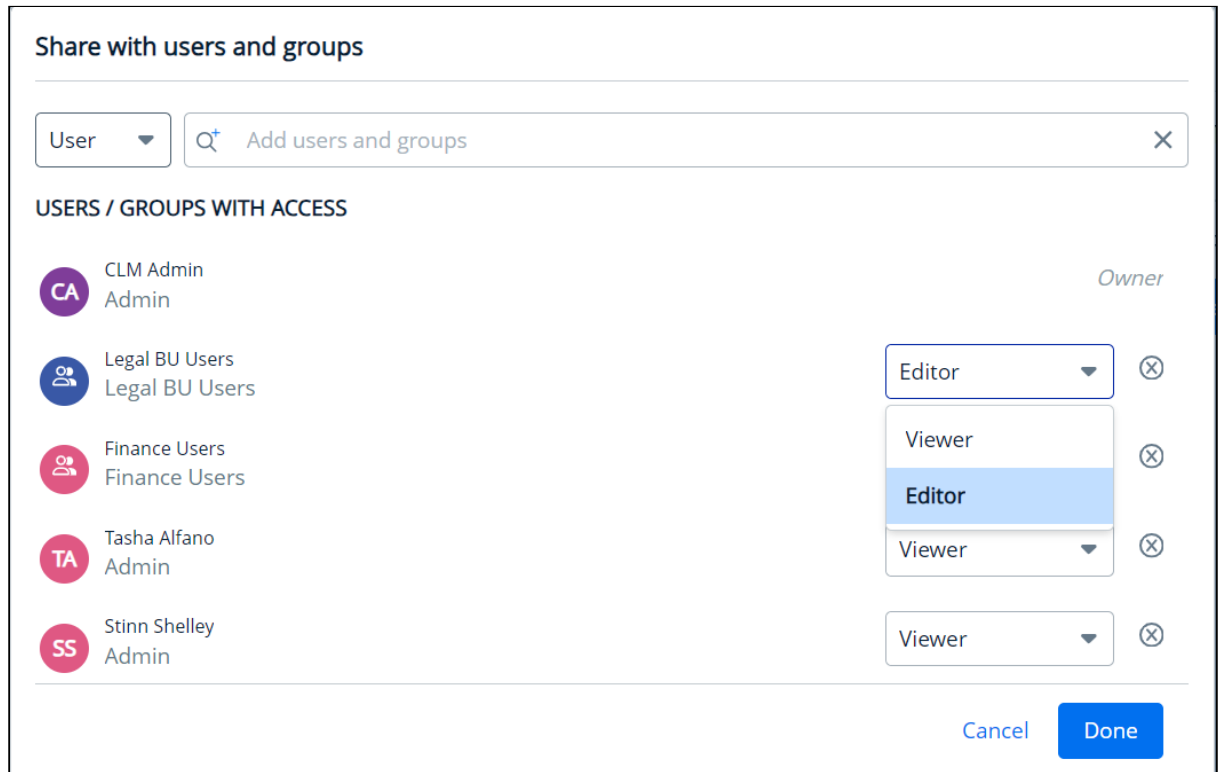 Share with users and groups
User
Add users and groups
USERS / GROUPS WITH ACCESS
CA
CLM Admin
Admin
Owner
Legal BU Users
Legal BU Users
Editor
Viewer
Editor
Finance Users
Finance Users
TA
Tasha Alfano
Admin
Viewer
SS
Stinn Shelley
Admin
Viewer
Cancel
Done